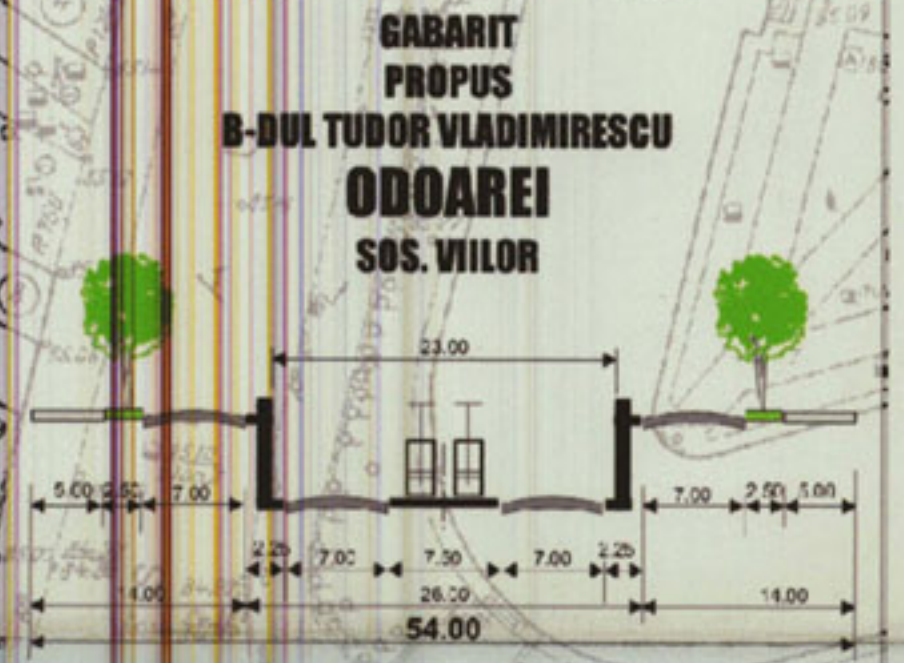 GABARIT
PROPUS
B-DUL TUDOR VLADIMIRESCU
ODOAREI
SOS. VIILOR
23.00
5.00 2.50 7.00 7.00 2.50 5.00
2.25 7.00 7.00 2.25
14.00 26.00 14.00
54.00